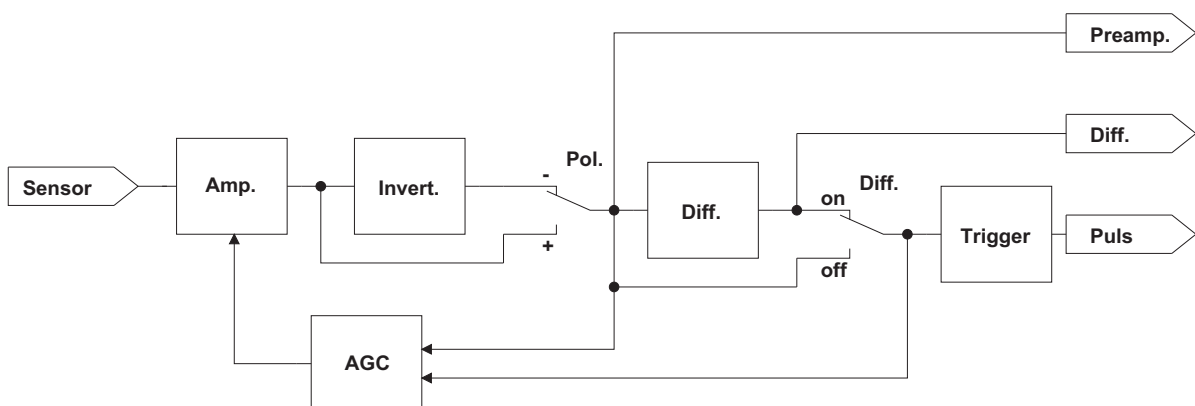 Preamp.
Diff.
Sensor
Amp.
Invert.
-
Pol.
+
Diff.
Diff.
on
off
Trigger
Puls
AGC